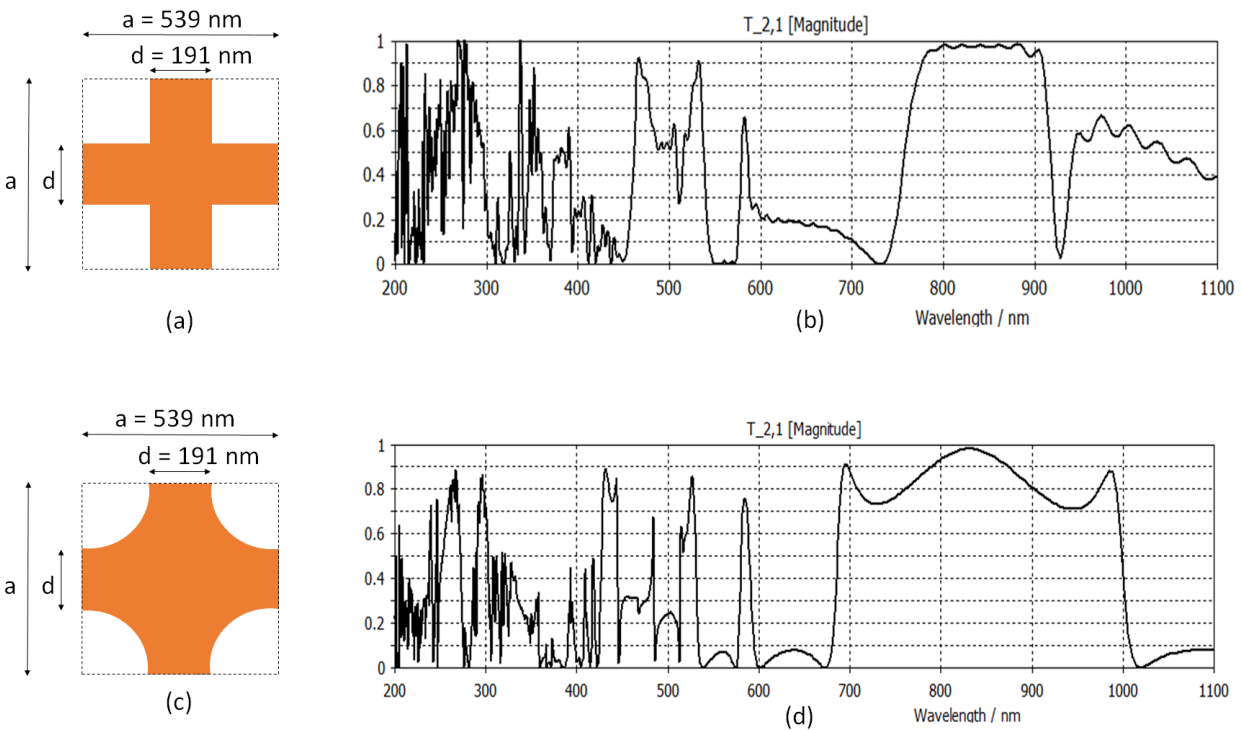 a = 539 nm
d = 191 nm
a
d
(a)
T_2,1 [Magnitude]
1
0.8
0.6
0.4
0.2
0
200 300 400 500 600 700 800 900 1000 1100
Wavelength / nm
(b)
a = 539 nm
d = 191 nm
a
d
(c)
T_2,1 [Magnitude]
1
0.8
0.6
0.4
0.2
0
200 300 400 500 600 700 800 900 1000 1100
Wavelength / nm
(d)